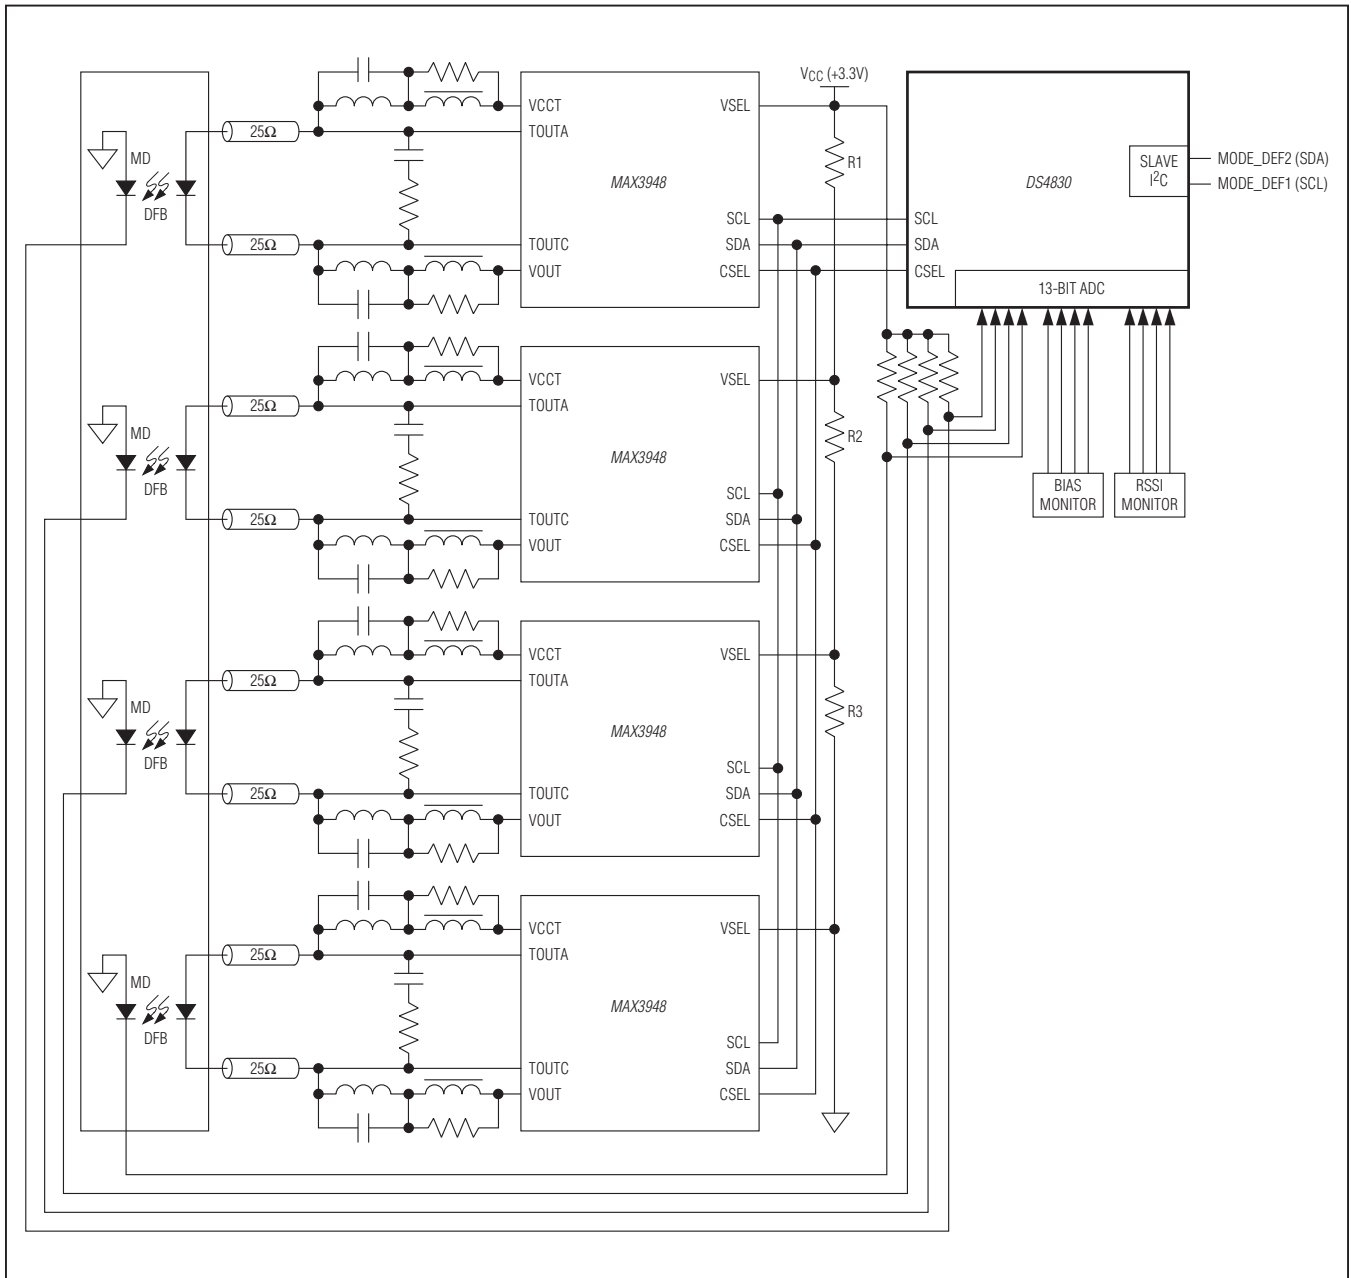 VCC (+3.3V)
VCCT
VSEL
25Ω
TOUTA
MD
R1
SLAVE
I2C
MODE_DEF2 (SDA)
MODE_DEF1 (SCL)
MAX3948
DS4830
DFB
SCL
SCL
25Ω
TOUTC
SDA
SDA
VOUT
CSEL
CSEL
13-BIT ADC
VCCT
VSEL
25Ω
TOUTA
MD
R2
MAX3948
DFB
SCL
BIAS
MONITOR
RSSI
MONITOR
25Ω
TOUTC
SDA
VOUT
CSEL
VCCT
VSEL
25Ω
TOUTA
MD
R3
MAX3948
DFB
SCL
25Ω
TOUTC
SDA
VOUT
CSEL
VCCT
VSEL
25Ω
TOUTA
MD
MAX3948
DFB
SCL
25Ω
TOUTC
SDA
VOUT
CSEL